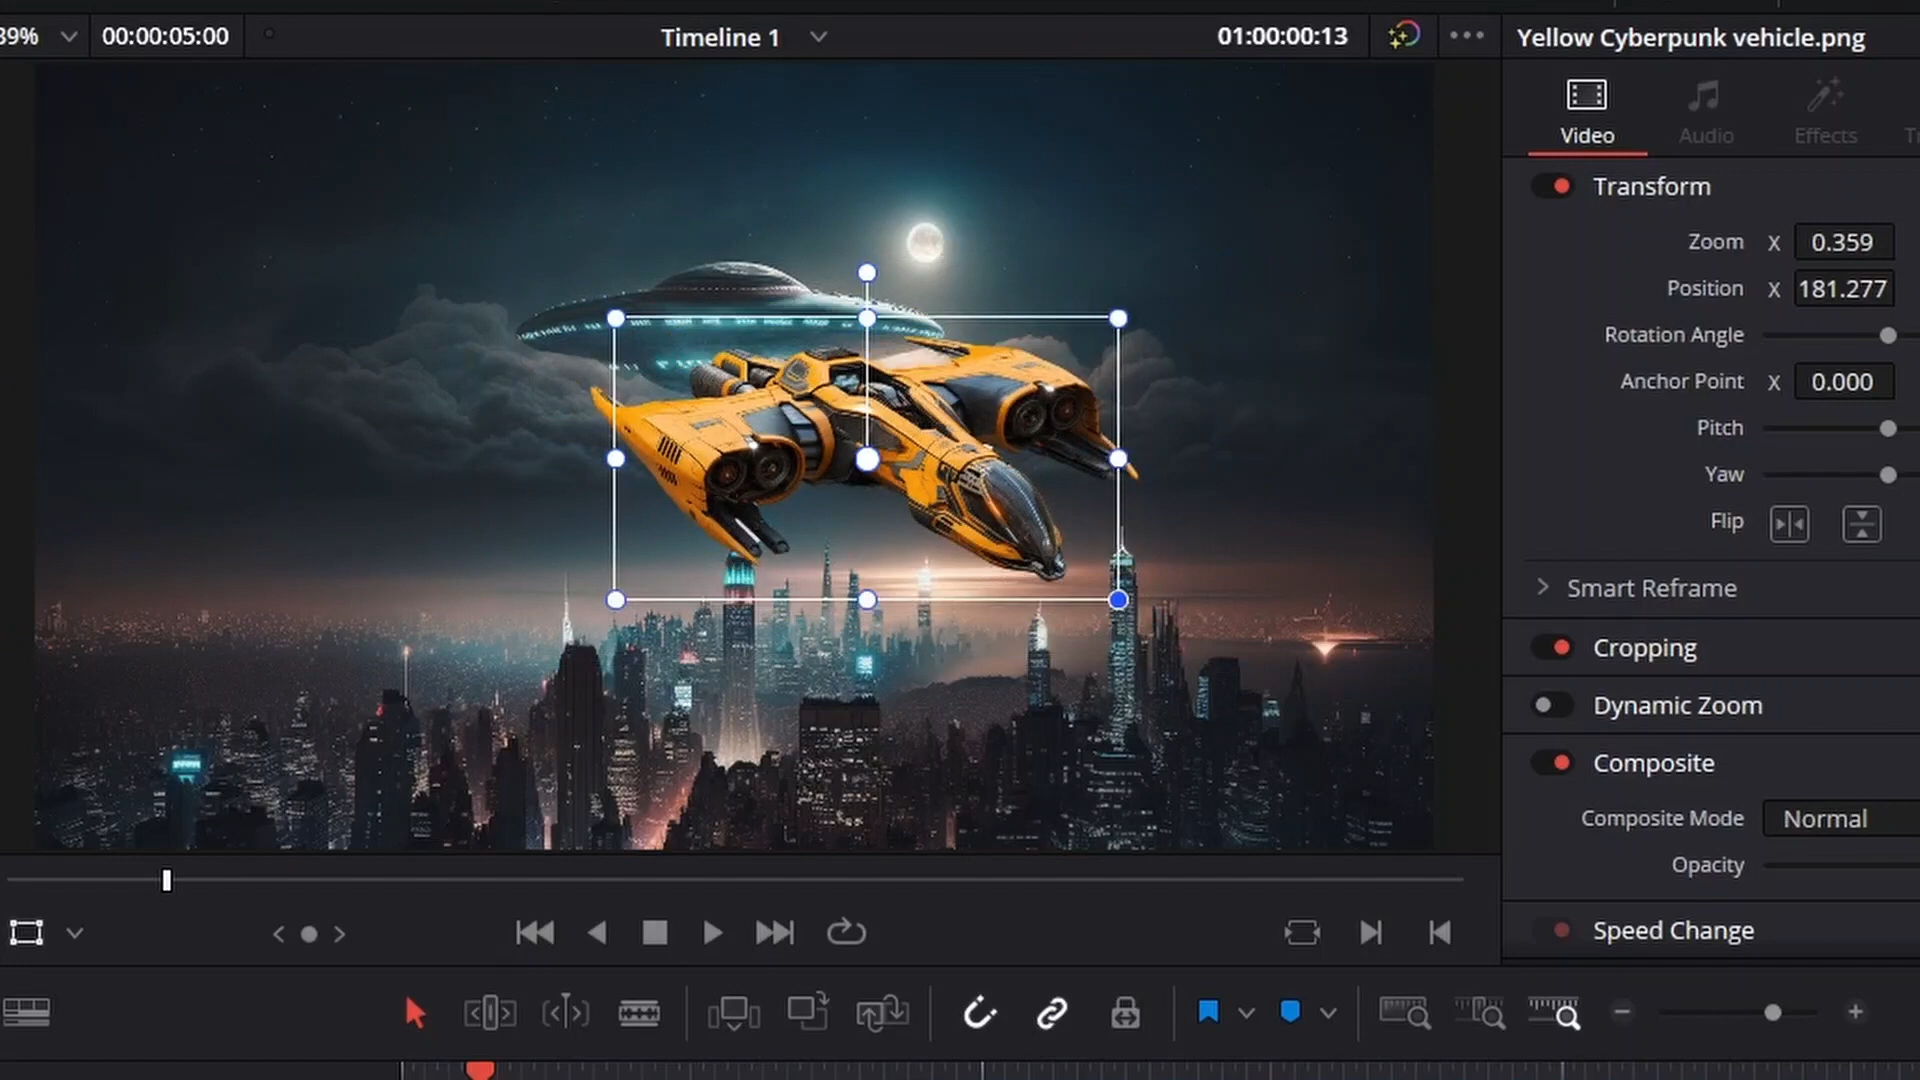 39%
00:00:05:00
Timeline 1
01:00:00:13
Yellow Cyberpunk vehicle.png
Video
Audio
Effects
Transform
Zoom X 0.359
Position X 181.277
Rotation Angle
Anchor Point X 0.000
Pitch
Yaw
Flip
Smart Reframe
Cropping
Dynamic Zoom
Composite
Composite Mode Normal
Opacity
Speed Change